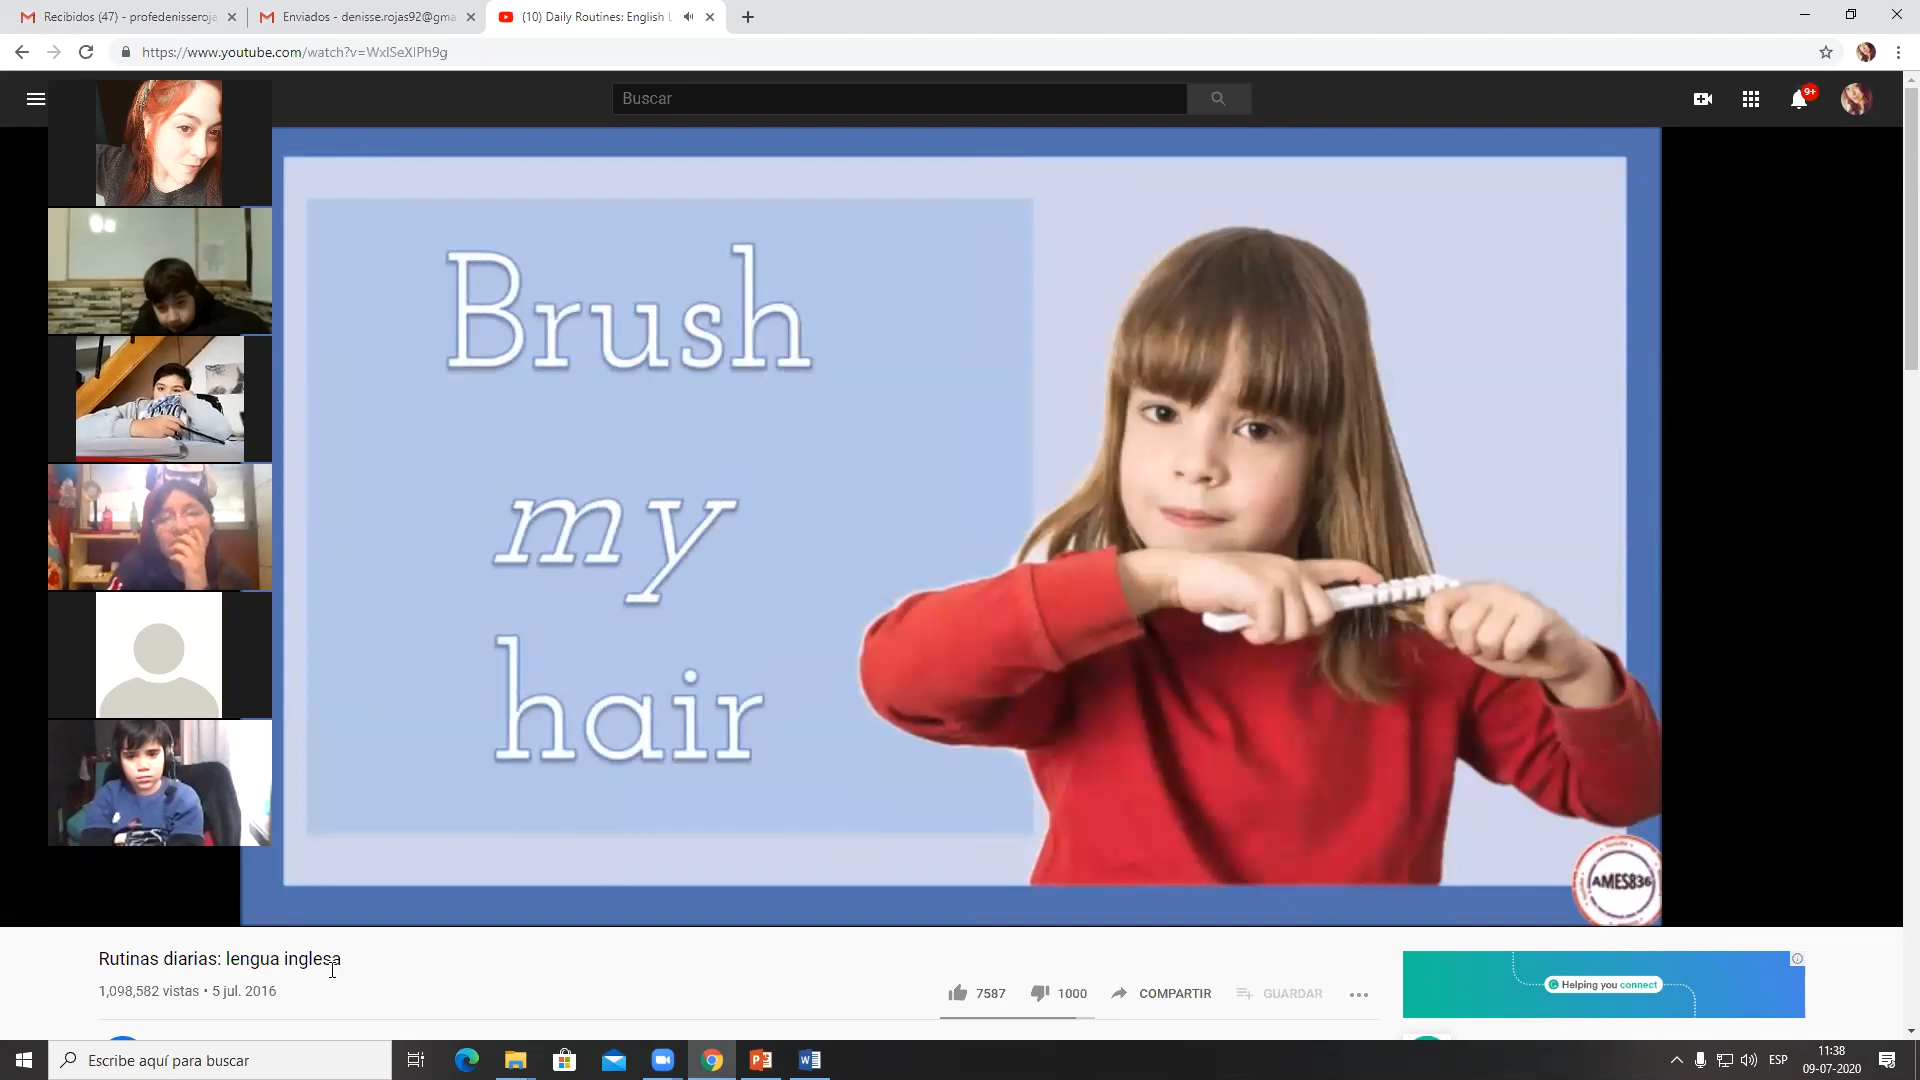 Recibidos (47) - profedenisseroja
Enviados - denisse.rojas92@gma
(10) Daily Routines: English L
https://www.youtube.com/watch?v=WxlSeXlPh9g
Buscar
9+
Brush
my
hair
AMES836
Rutinas diarias: lengua inglesa
1,098,582 vistas • 5 jul. 2016
7587
1000
COMPARTIR
GUARDAR
Helping you connect
Escribe aquí para buscar
ESP
11:38
09-07-2020